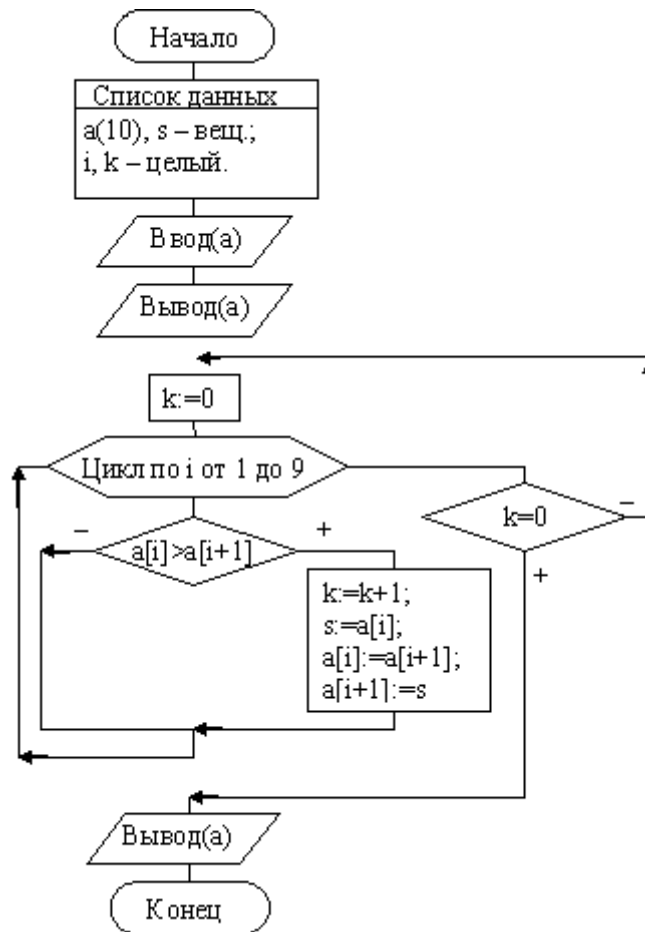 Начало
Список данных
a(10), s – вещ.;
i, k – целый.
Ввод(a)
Вывод(a)
k:=0
Цикл по i от 1 до 9
k=0
–
+
a[i]>a[i+1]
–
+
k:=k+1;
s:=a[i];
a[i]:=a[i+1];
a[i+1]:=s
Вывод(a)
Конец